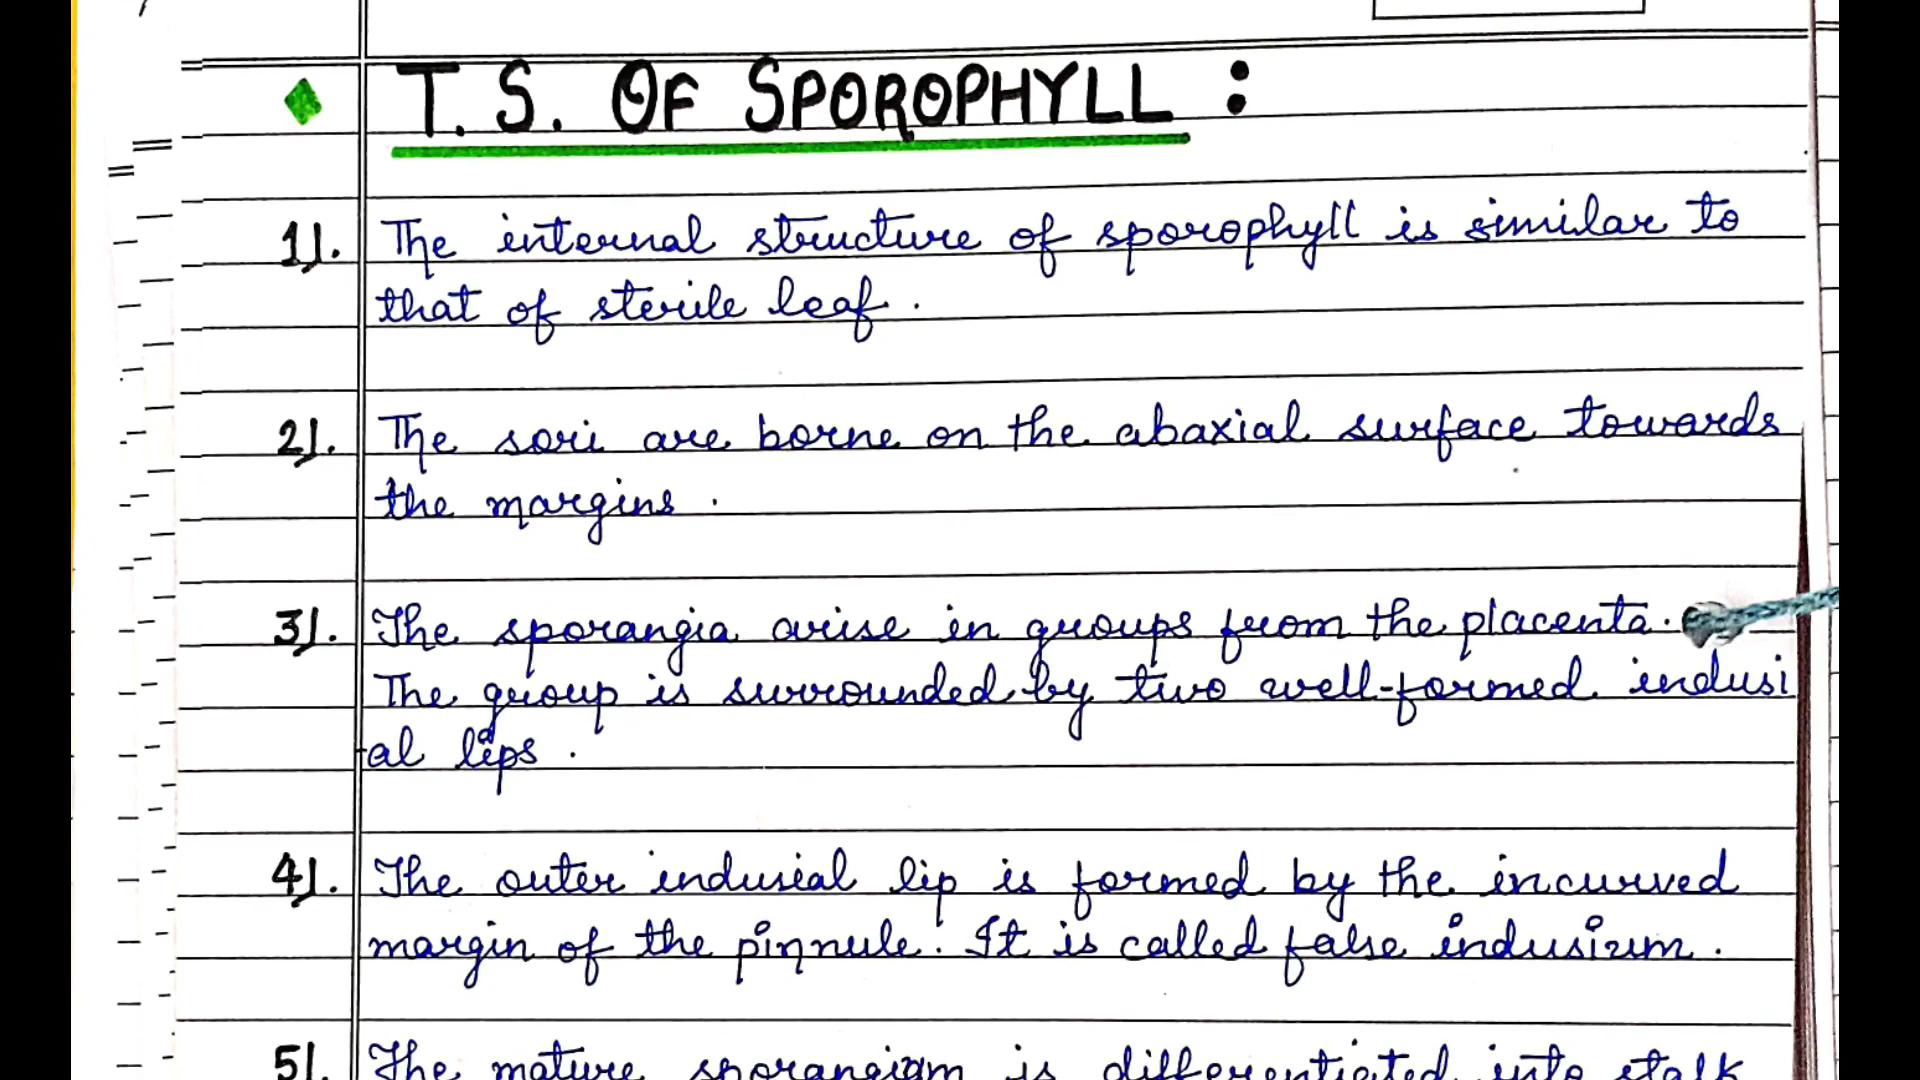 T. S. OF SPOROPHYLL :
1). The internal structure of sporophyll is similar to
that of sterile leaf.
2). The sori are borne on the abaxial surface towards
the margins.
3). The sporangia arise in groups from the placenta.
The group is surrounded by two well-formed indusi
al lips.
4). The outer indusial lip is formed by the incurved
margin of the pinnule. It is called false indusium.
5). The mature sporangium is differentiated into stalk